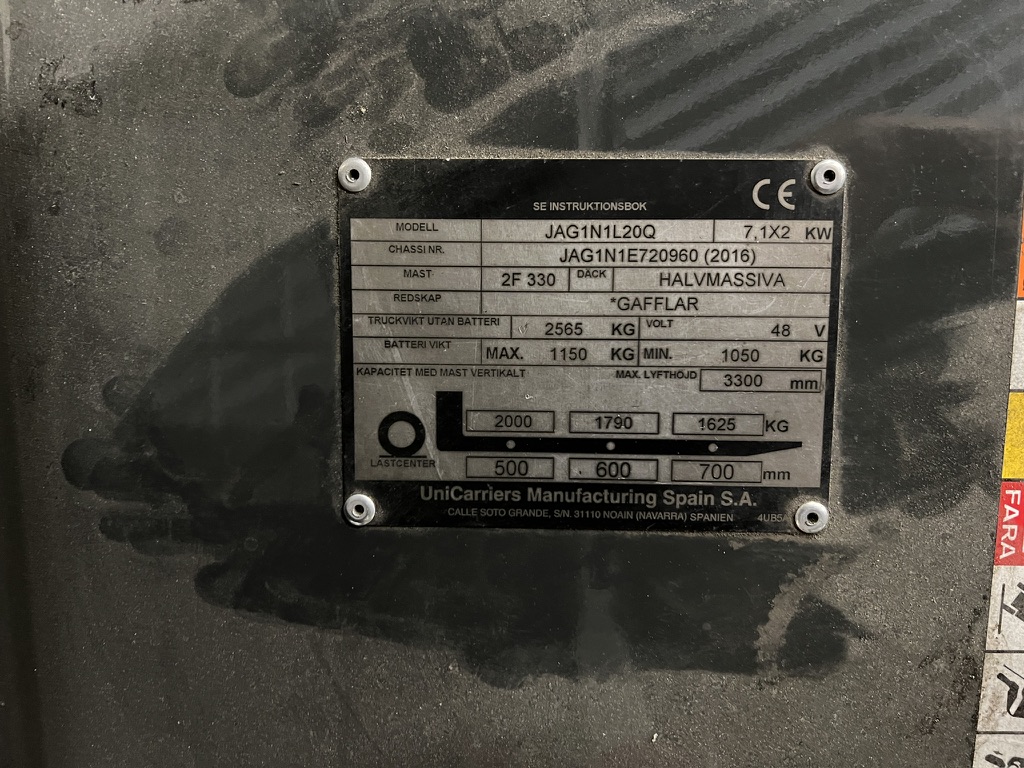 CE
SE INSTRUKTIONSBOK
MODELL JAG1N1L20Q 7,1X2 KW
CHASSI NR. JAG1N1E720960 (2016)
MAST 2F 330 DÄCK HALVMASSIVA
REDSKAP *GAFFLAR
TRUCKVIKT UTAN BATTERI 2565 KG VOLT 48 V
BATTERI VIKT MAX. 1150 KG MIN. 1050 KG
KAPACITET MED MAST VERTIKALT MAX. LYFTHÖJD 3300 mm
2000 1790 1625 KG
LASTCENTER 500 600 700 mm
UniCarriers Manufacturing Spain S.A.
CALLE SOTO GRANDE, S/N. 31110 NOAIN (NAVARRA) SPANIEN
FARA